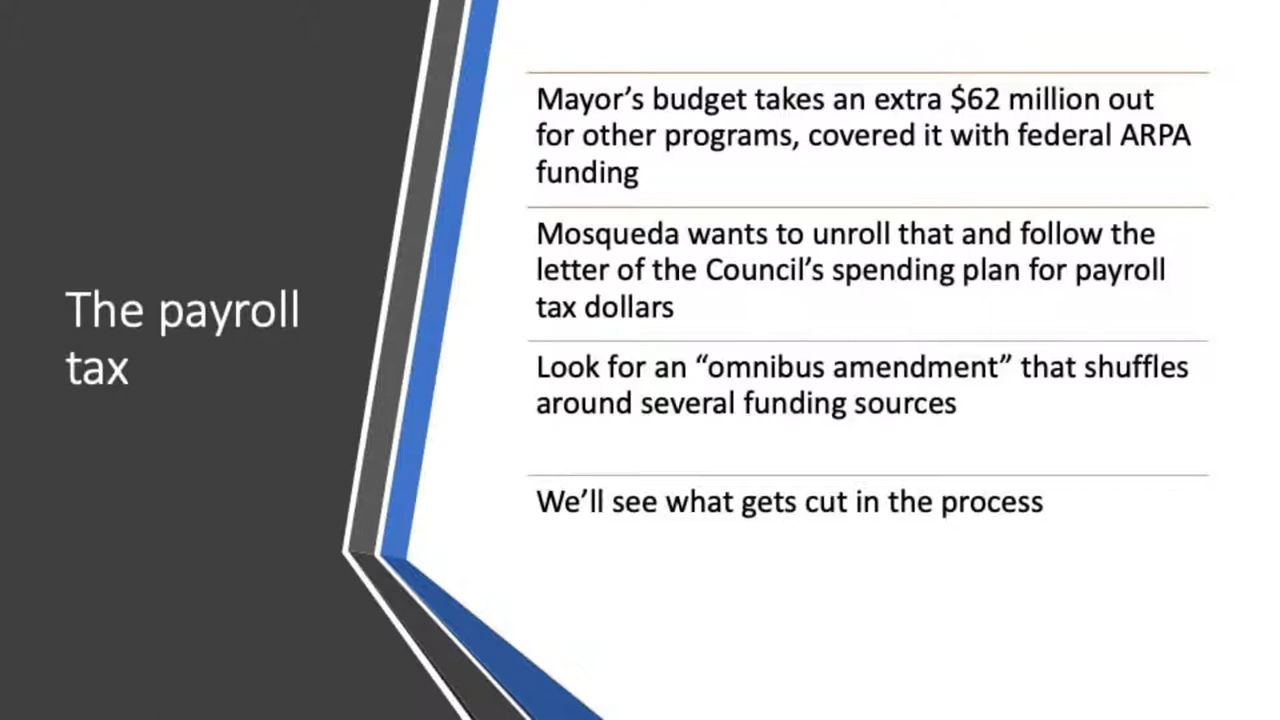 The payroll
tax
Mayor’s budget takes an extra $62 million out
for other programs, covered it with federal ARPA
funding
Mosqueda wants to unroll that and follow the
letter of the Council’s spending plan for payroll
tax dollars
Look for an “omnibus amendment” that shuffles
around several funding sources
We’ll see what gets cut in the process